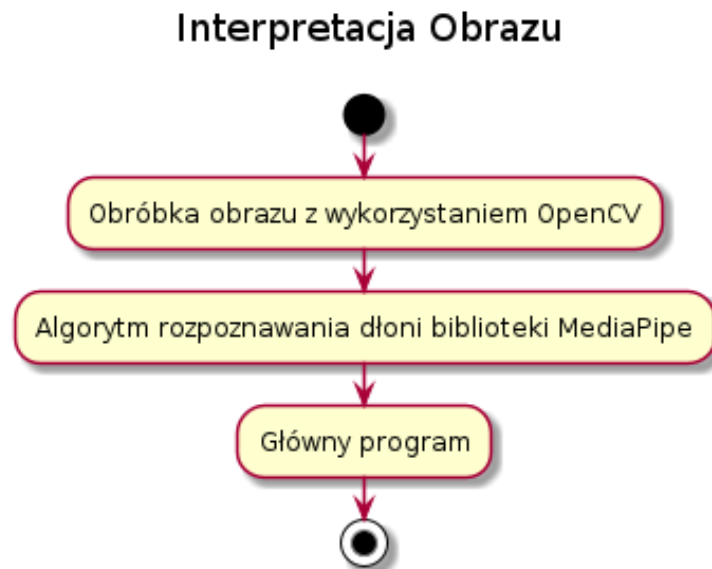 Interpretacja Obrazu
Obróbka obrazu z wykorzystaniem OpenCV
Algorytm rozpoznawania dłoni biblioteki MediaPipe
Główny program